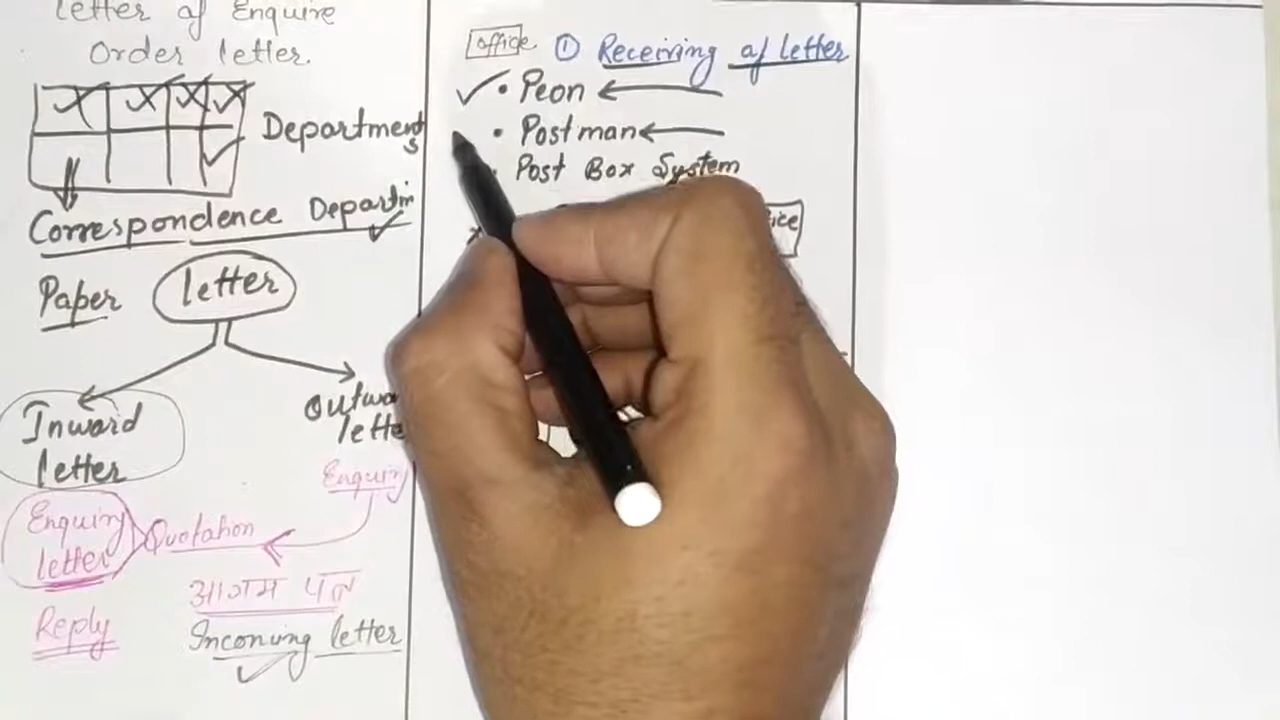 Letter of Enquire
Order letter.
Departments
Correspondence Departm
Paper
letter
Inward
letter
Outwa
lette
Enquiry
Enquiry
letter
Quotation
आगम पत्र
Reply
Incoming letter
office ① Receiving of letter
• Peon
• Postman
• Post Box System
ice